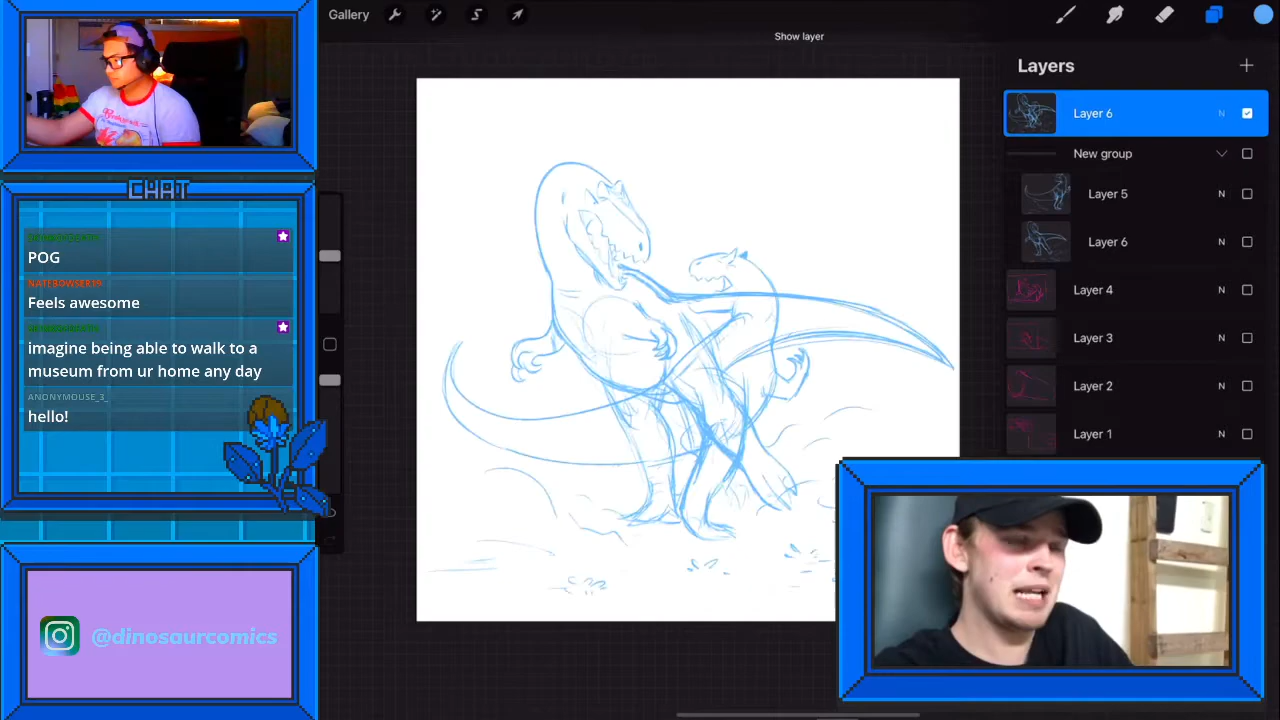 Gallery
Show layer
Layers
Layer 6
N
New group
Layer 5
N
Layer 6
N
Layer 4
N
Layer 3
N
Layer 2
N
Layer 1
N
CHAT
POG
NATEBOWSER19
Feels awesome
imagine being able to walk to a
museum from ur home any day
ANONYMOUSE_3_
hello!
@dinosaurcomics